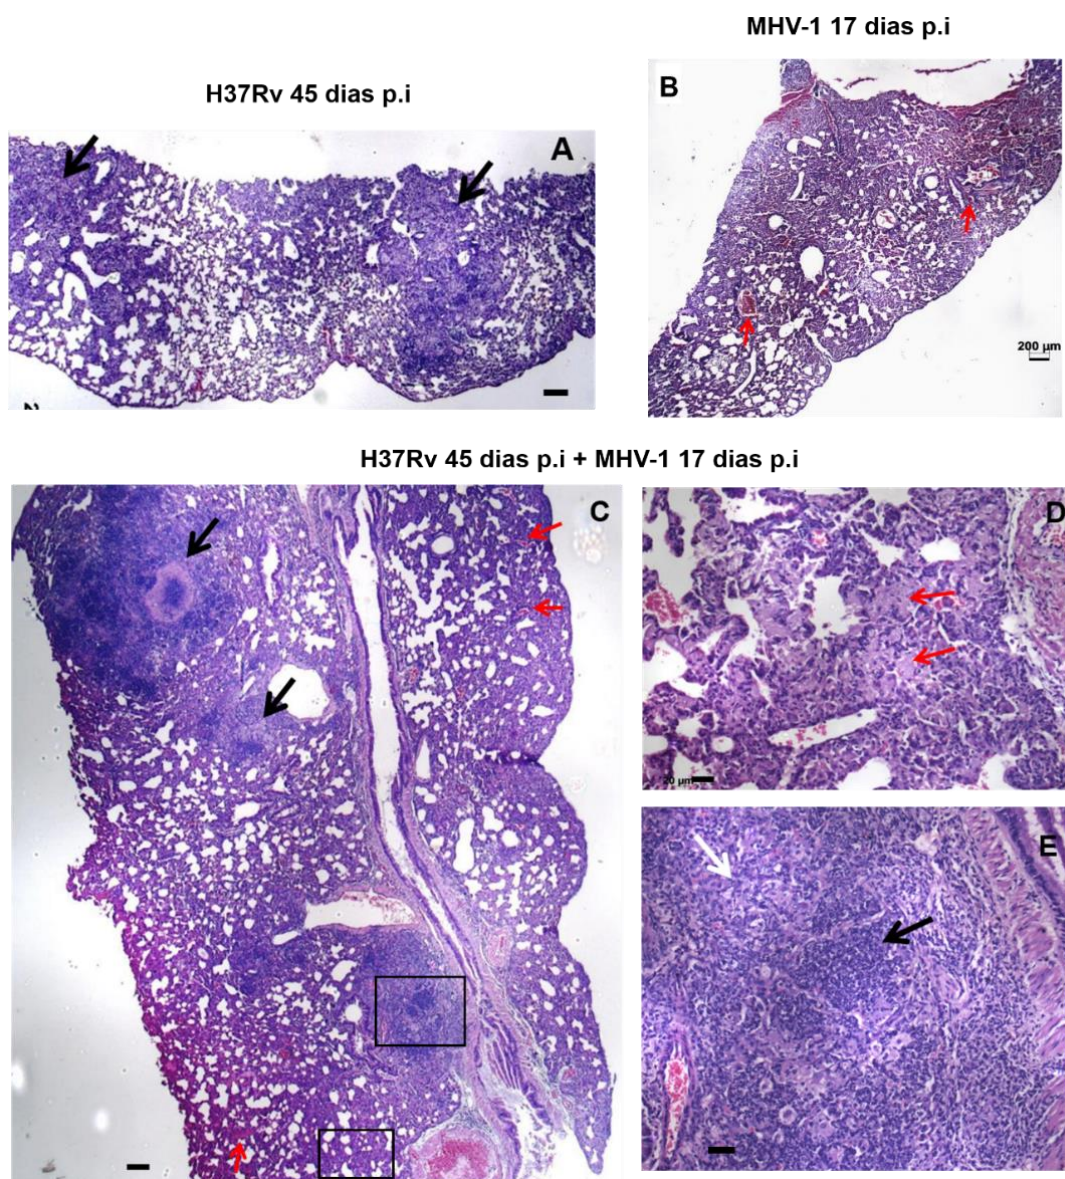 MHV-1 17 dias p.i
H37Rv 45 dias p.i
A
B
200 µm
H37Rv 45 dias p.i + MHV-1 17 dias p.i
C
D
20 µm
E